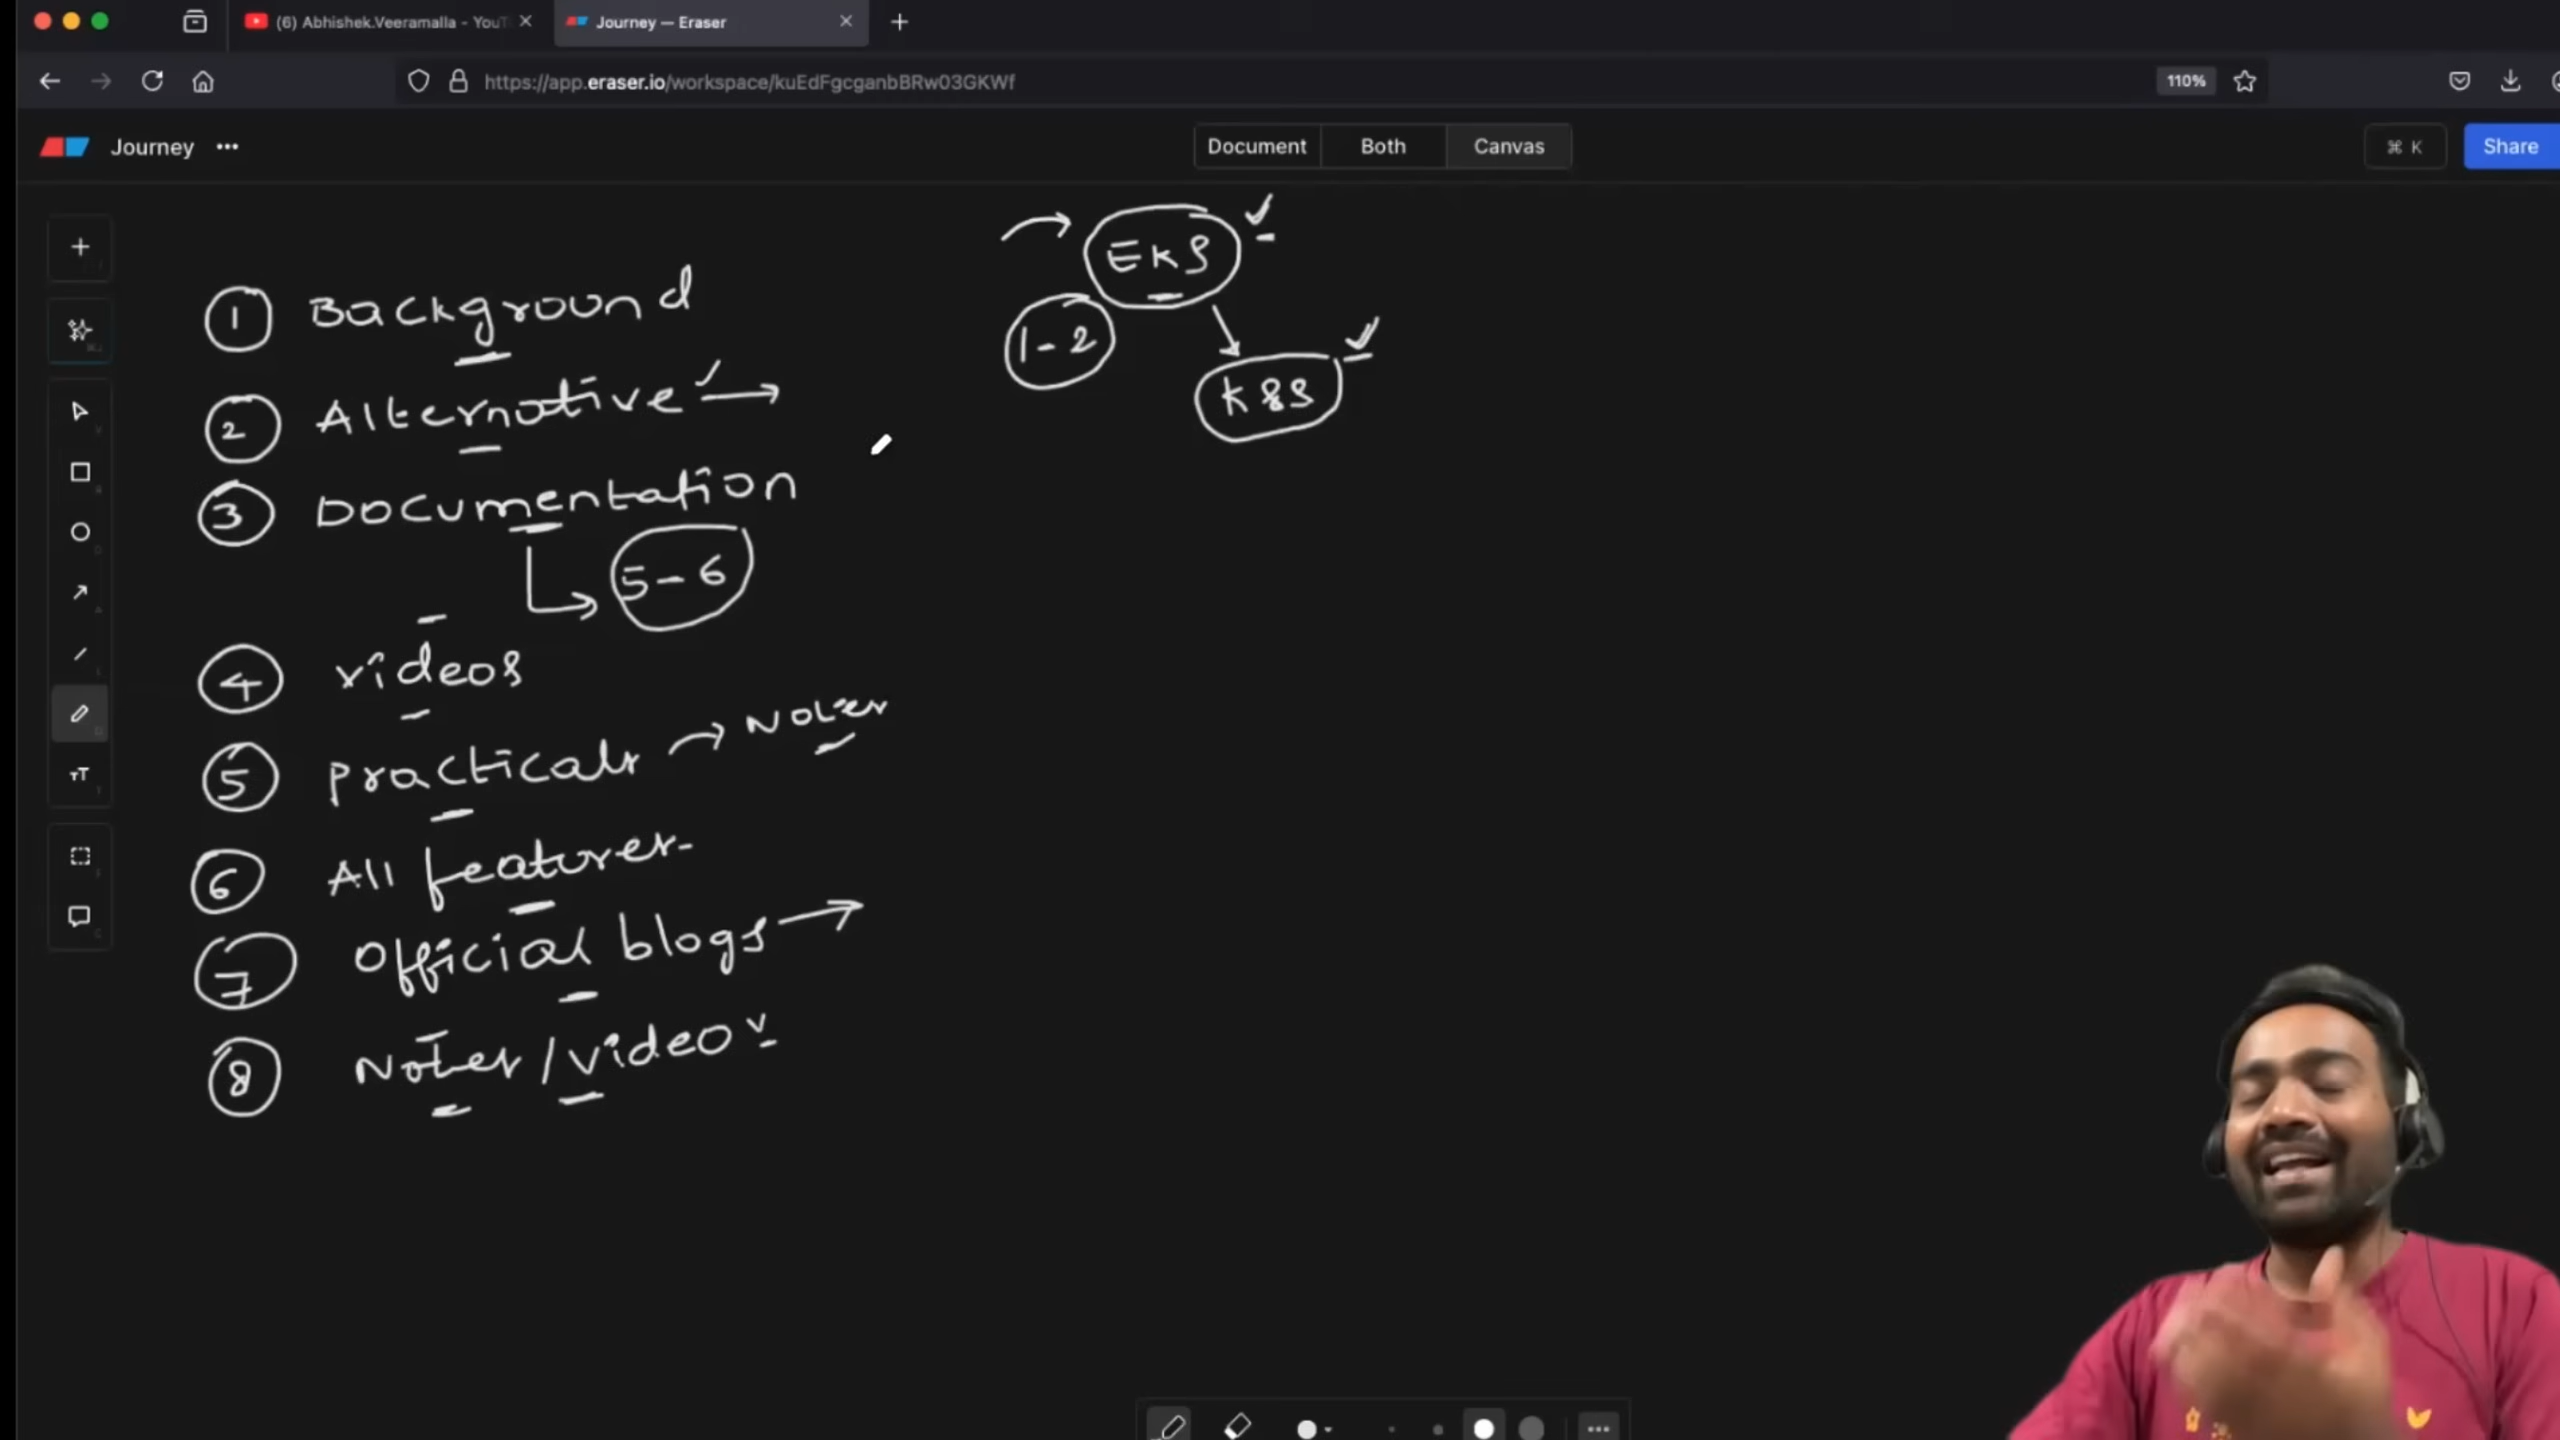 (6) Abhishek.Veeramalla - YouT
Journey — Eraser
https://app.eraser.io/workspace/kuEdFgcganbBRw03GKWf
110%
Journey
Document
Both
Canvas
⌘ K
Share
EKS
1 Background
1-2
2 Alternative
K8S
3 Documentation
5-6
4 videos
5 practicals → Notes
6 All features-
7 Official blogs
8 Notes / video
TT